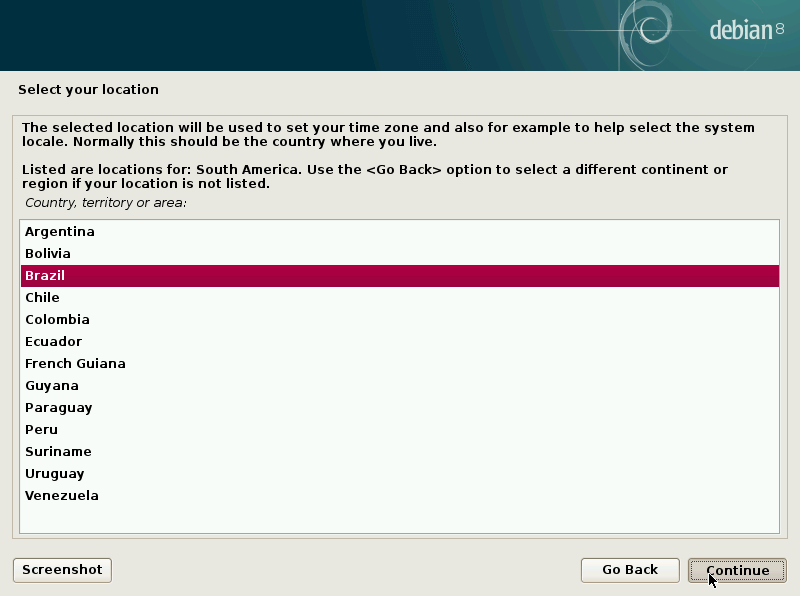 debian 8
Select your location
The selected location will be used to set your time zone and also for example to help select the system
locale. Normally this should be the country where you live.
Listed are locations for: South America. Use the <Go Back> option to select a different continent or
region if your location is not listed.
Country, territory or area:
Argentina
Bolivia
Brazil
Chile
Colombia
Ecuador
French Guiana
Guyana
Paraguay
Peru
Suriname
Uruguay
Venezuela
Screenshot
Go Back
Continue